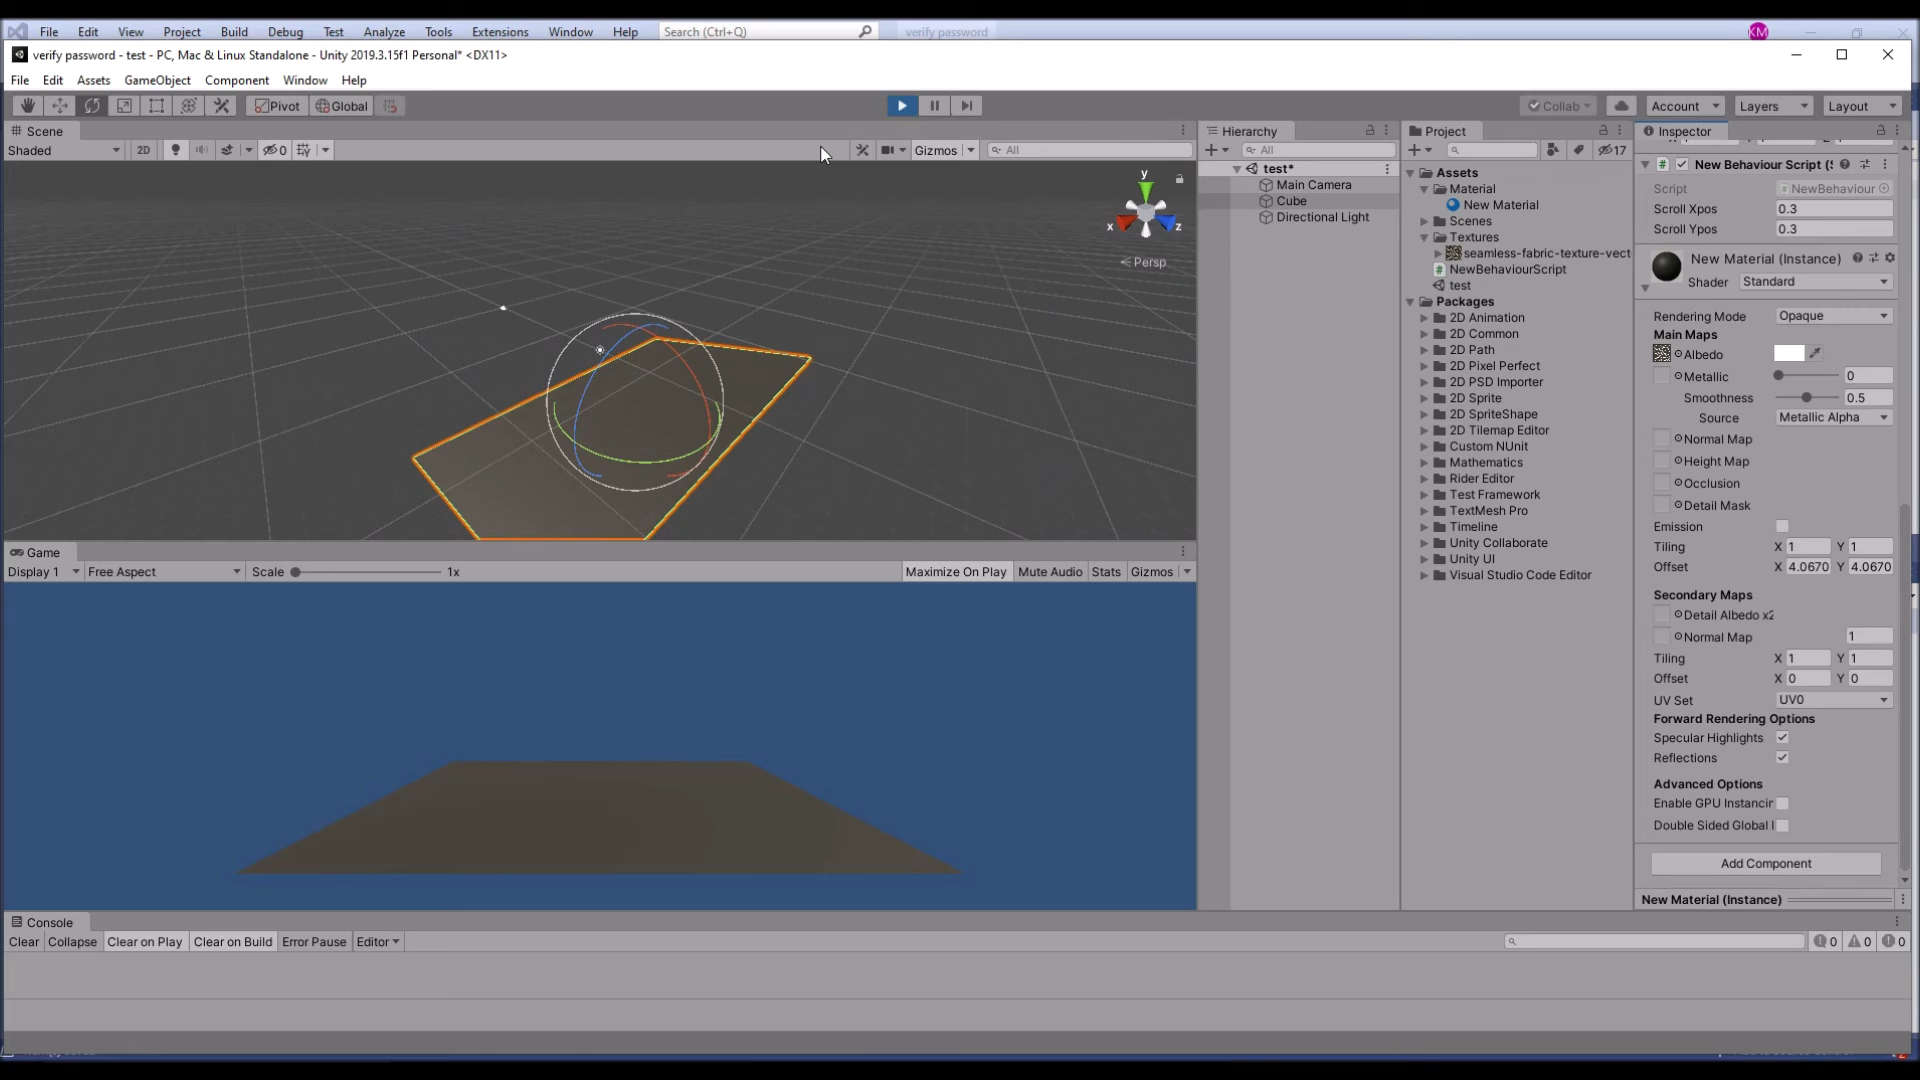 File Edit View Project Build Debug Test Analyze Tools Extensions Window Help Search (Ctrl+Q) verify password KM
verify password - test - PC, Mac & Linux Standalone - Unity 2019.3.15f1 Personal* <DX11>
File Edit Assets GameObject Component Window Help
Pivot Global Collab Account Layers Layout
Scene
Shaded 2D 0 Gizmos All
y
x z
Persp
Game
Display 1 Free Aspect Scale 1x Maximize On Play Mute Audio Stats Gizmos
Console
Clear Collapse Clear on Play Clear on Build Error Pause Editor 0 0 0
Hierarchy
All
test*
Main Camera
Cube
Directional Light
Project
17
Assets
Material
New Material
Scenes
Textures
seamless-fabric-texture-vect
NewBehaviourScript
test
Packages
2D Animation
2D Common
2D Path
2D Pixel Perfect
2D PSD Importer
2D Sprite
2D SpriteShape
2D Tilemap Editor
Custom NUnit
Mathematics
Rider Editor
Test Framework
TextMesh Pro
Timeline
Unity Collaborate
Unity UI
Visual Studio Code Editor
Inspector
New Behaviour Script (
Script NewBehaviour
Scroll Xpos 0.3
Scroll Ypos 0.3
New Material (Instance)
Shader Standard
Rendering Mode Opaque
Main Maps
Albedo
Metallic 0
Smoothness 0.5
Source Metallic Alpha
Normal Map
Height Map
Occlusion
Detail Mask
Emission
Tiling X 1 Y 1
Offset X 4.0670 Y 4.0670
Secondary Maps
Detail Albedo x2
Normal Map 1
Tiling X 1 Y 1
Offset X 0 Y 0
UV Set UV0
Forward Rendering Options
Specular Highlights
Reflections
Advanced Options
Enable GPU Instancin
Double Sided Global I
Add Component
New Material (Instance)